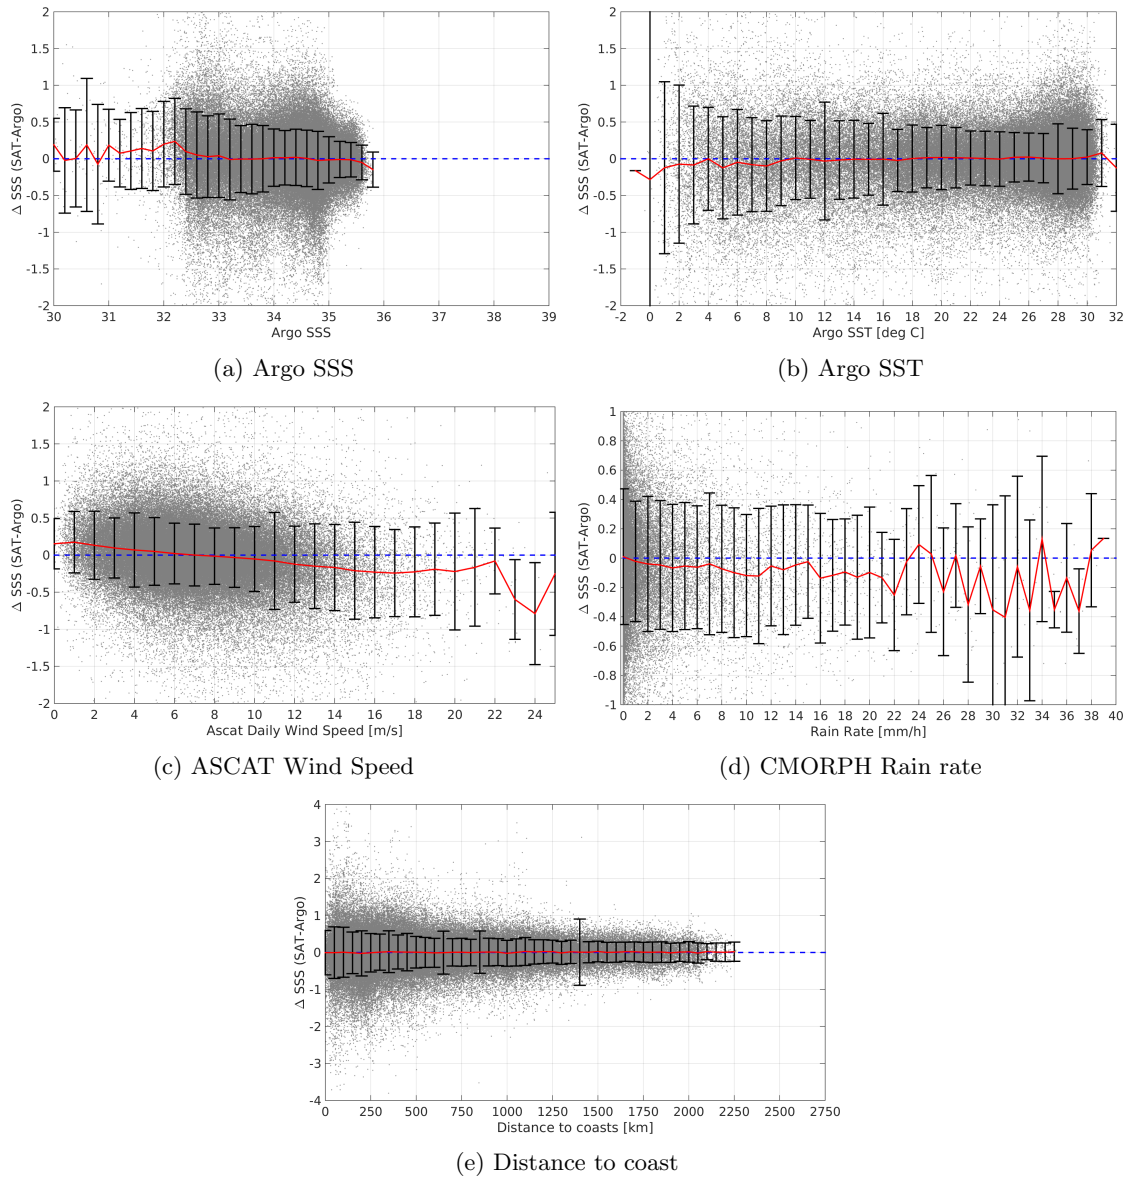 2
1.5
1
0.5
0
-0.5
-1
-1.5
-2
Δ SSS (SAT-Argo)
30 31 32 33 34 35 36 37 38 39
Argo SSS
(a) Argo SSS
2
1.5
1
0.5
0
-0.5
-1
-1.5
-2
Δ SSS (SAT-Argo)
-2 0 2 4 6 8 10 12 14 16 18 20 22 24 26 28 30 32
Argo SST [deg C]
(b) Argo SST
2
1.5
1
0.5
0
-0.5
-1
-1.5
-2
Δ SSS (SAT-Argo)
0 2 4 6 8 10 12 14 16 18 20 22 24
Ascat Daily Wind Speed [m/s]
(c) ASCAT Wind Speed
1
0.8
0.6
0.4
0.2
0
-0.2
-0.4
-0.6
-0.8
-1
Δ SSS (SAT-Argo)
0 2 4 6 8 10 12 14 16 18 20 22 24 26 28 30 32 34 36 38 40
Rain Rate [mm/h]
(d) CMORPH Rain rate
4
3
2
1
0
-1
-2
-3
-4
Δ SSS (SAT-Argo)
0 250 500 750 1000 1250 1500 1750 2000 2250 2500 2750
Distance to coasts [km]
(e) Distance to coast